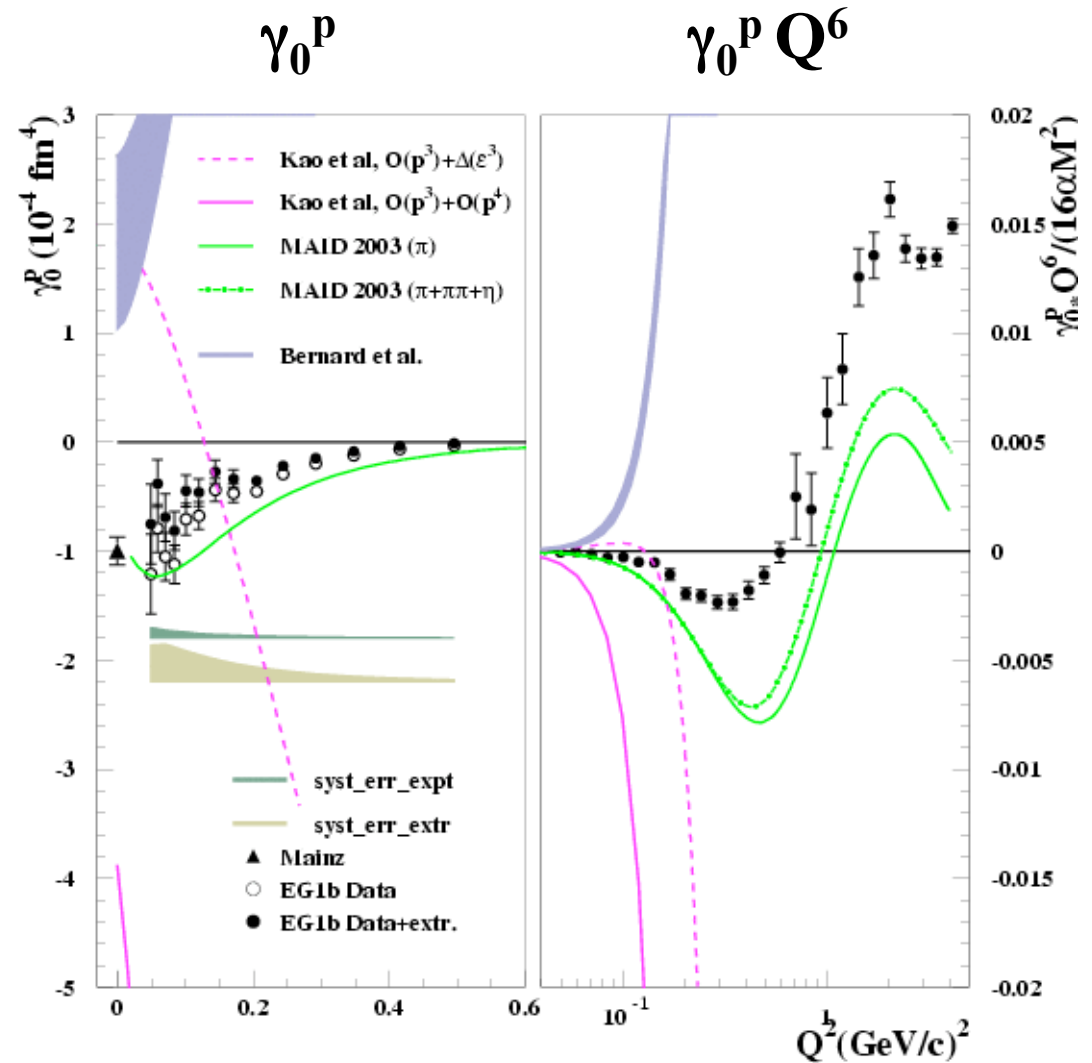 γ₀ᵖ
γ₀ᵖ Q⁶
γ₀ᵖ (10⁻⁴ fm⁴)
3
2
1
0
-1
-2
-3
-4
-5
Kao et al, O(p³)+Δ(ε³)
Kao et al, O(p³)+O(p⁴)
MAID 2003 (π)
MAID 2003 (π+ππ+η)
Bernard et al.
syst_err_expt
syst_err_extr
Mainz
EG1b Data
EG1b Data+extr.
0
0.2
0.4
0.6
10⁻¹
1
Q²(GeV/c)²
0.02
0.015
0.01
0.005
0
-0.005
-0.01
-0.015
-0.02
γ₀ᵖ*Q⁶/(16αM²)